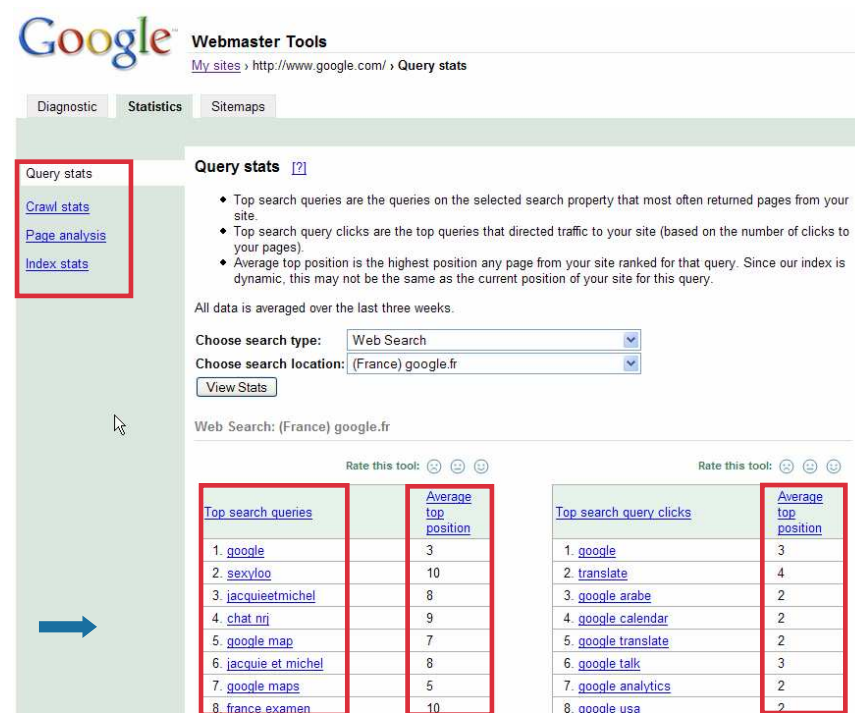 Google
Webmaster Tools
My sites › http://www.google.com/ › Query stats
Diagnostic Statistics Sitemaps
Query stats
Crawl stats
Page analysis
Index stats
Query stats [?]
• Top search queries are the queries on the selected search property that most often returned pages from your
site.
• Top search query clicks are the top queries that directed traffic to your site (based on the number of clicks to
your pages).
• Average top position is the highest position any page from your site ranked for that query. Since our index is
dynamic, this may not be the same as the current position of your site for this query.
All data is averaged over the last three weeks.
Choose search type: Web Search
Choose search location: (France) google.fr
View Stats
Web Search: (France) google.fr
Rate this tool:
Top search queries Average top position
1. google 3
2. sexyloo 10
3. jacquieetmichel 8
4. chat nrj 9
5. google map 7
6. jacquie et michel 8
7. google maps 5
8. france examen 10
Rate this tool:
Top search query clicks Average top position
1. google 3
2. translate 4
3. google arabe 2
4. google calendar 2
5. google translate 2
6. google talk 3
7. google analytics 2
8. google usa 2